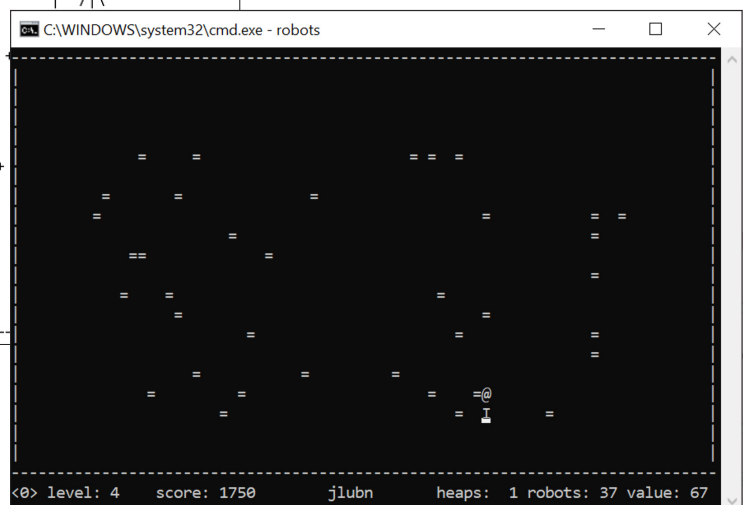 C:\WINDOWS\system32\cmd.exe - robots
= = = = =
= = =
= = = =
= =
== =
=
= = =
= =
= = =
=
= = =
= = = =@
= = =
<0> level: 4 score: 1750 jlubn heaps: 1 robots: 37 value: 67